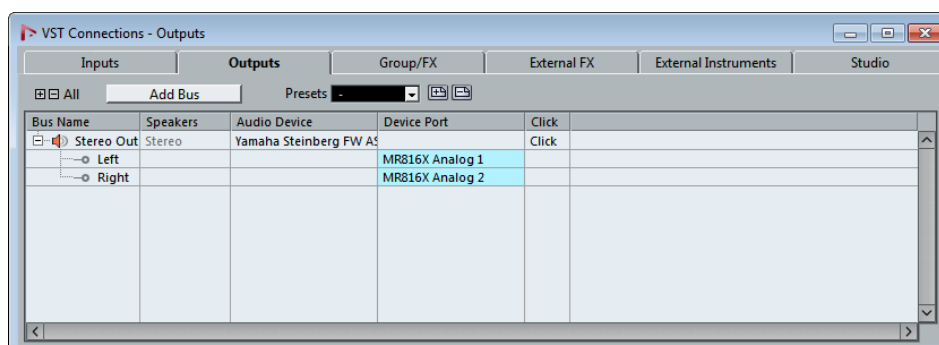 VST Connections - Outputs
Inputs Outputs Group/FX External FX External Instruments Studio
All Add Bus Presets -
Bus Name Speakers Audio Device Device Port Click
Stereo Out Stereo Yamaha Steinberg FW AS Click
Left MR816X Analog 1
Right MR816X Analog 2